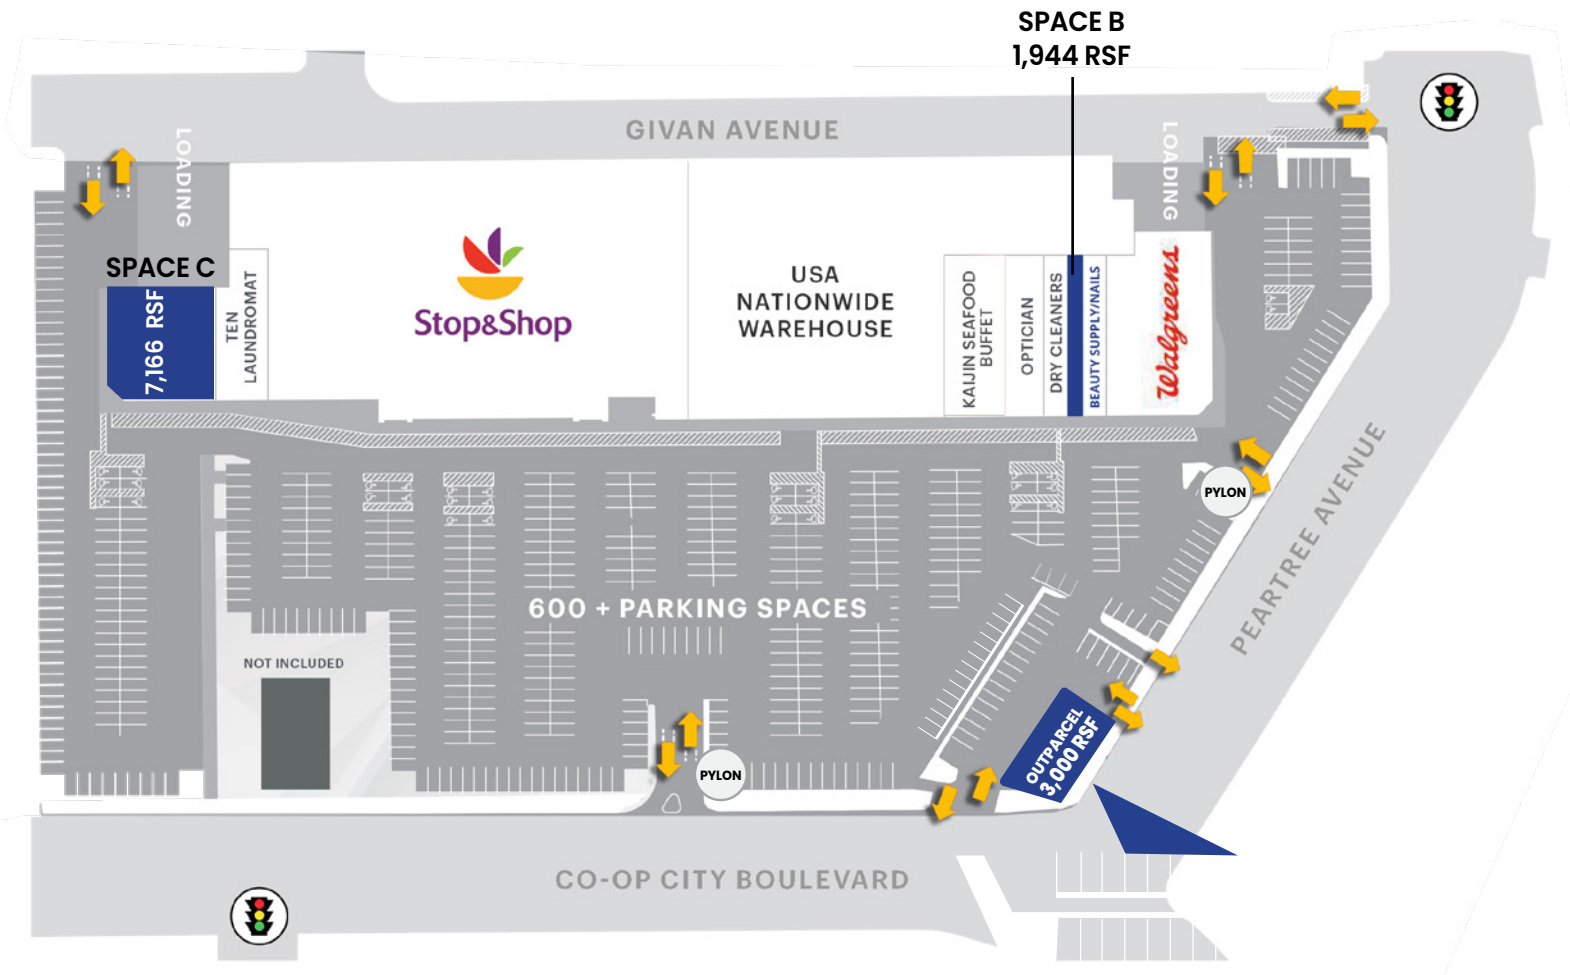 SPACE B
1,944 RSF
GIVAN AVENUE
LOADING
LOADING
SPACE C
7,166 RSF
TEN
LAUNDROMAT
Stop&Shop
USA
NATIONWIDE
WAREHOUSE
KAIJIN SEAFOOD
BUFFET
OPTICIAN
DRY CLEANERS
BEAUTY SUPPLY/NAILS
Walgreens
PYLON
PEARTREE AVENUE
600 + PARKING SPACES
NOT INCLUDED
OUTPARCEL
3,000 RSF
PYLON
CO-OP CITY BOULEVARD